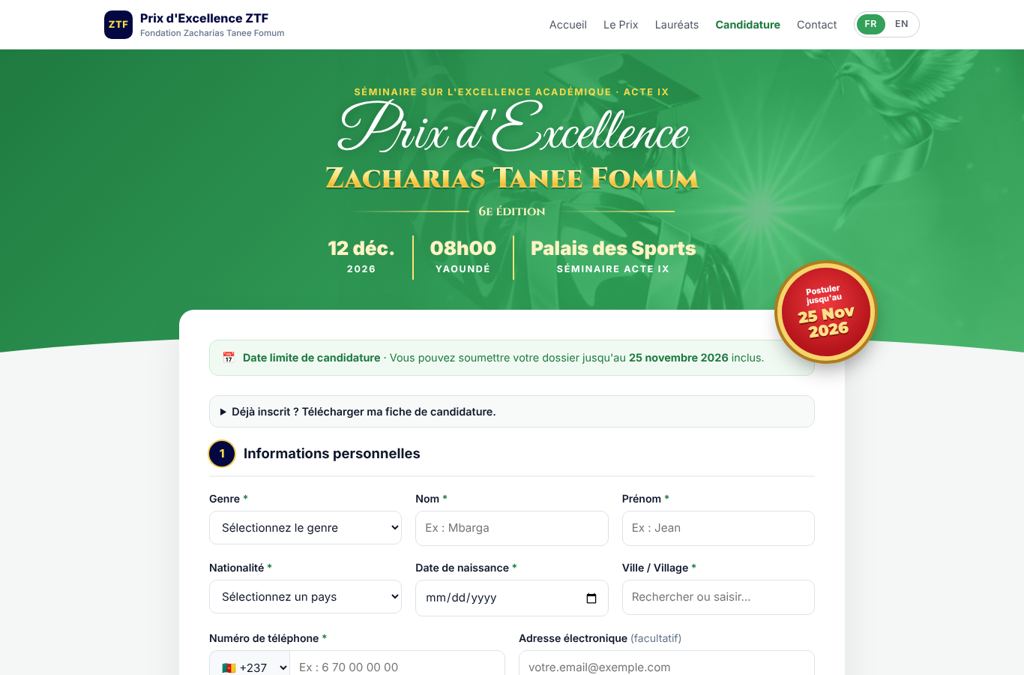 ZTF
Prix d'Excellence ZTF
Fondation Zacharias Tanee Fomum
Accueil
Le Prix
Lauréats
Candidature
Contact
FR
EN
SÉMINAIRE SUR L'EXCELLENCE ACADÉMIQUE · ACTE IX
Prix d'Excellence
ZACHARIAS TANEE FOMUM
6E ÉDITION
12 déc.
2026
08h00
YAOUNDÉ
Palais des Sports
SÉMINAIRE ACTE IX
Postuler
jusqu'au
25 Nov
2026
Date limite de candidature · Vous pouvez soumettre votre dossier jusqu'au 25 novembre 2026 inclus.
Déjà inscrit ? Télécharger ma fiche de candidature.
1
Informations personnelles
Genre *
Sélectionnez le genre
Nom *
Ex : Mbarga
Prénom *
Ex : Jean
Nationalité *
Sélectionnez un pays
Date de naissance *
mm/dd/yyyy
Ville / Village *
Rechercher ou saisir...
Numéro de téléphone *
+237
Ex : 6 70 00 00 00
Adresse électronique (facultatif)
votre.email@exemple.com